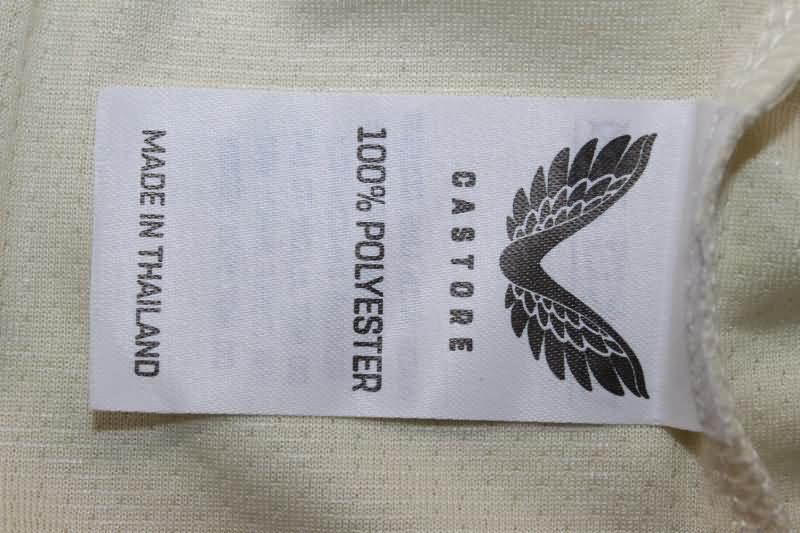 CASTORE
100% POLYESTER
MADE IN THAILAND